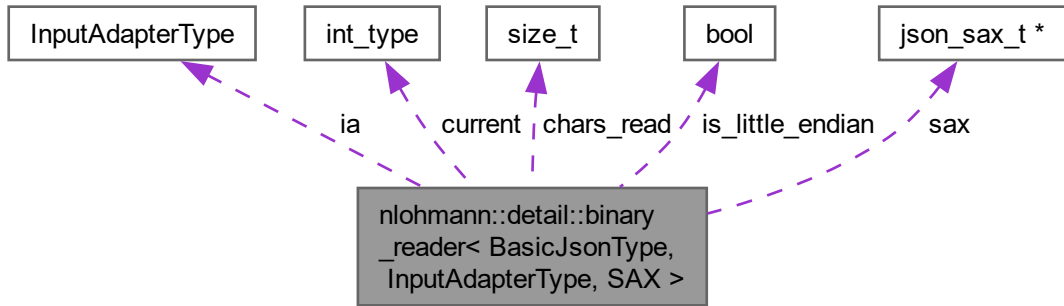 InputAdapterType
int_type
size_t
bool
json_sax_t *
ia
current
chars_read
is_little_endian
sax
nlohmann::detail::binary
_reader< BasicJsonType,
InputAdapterType, SAX >